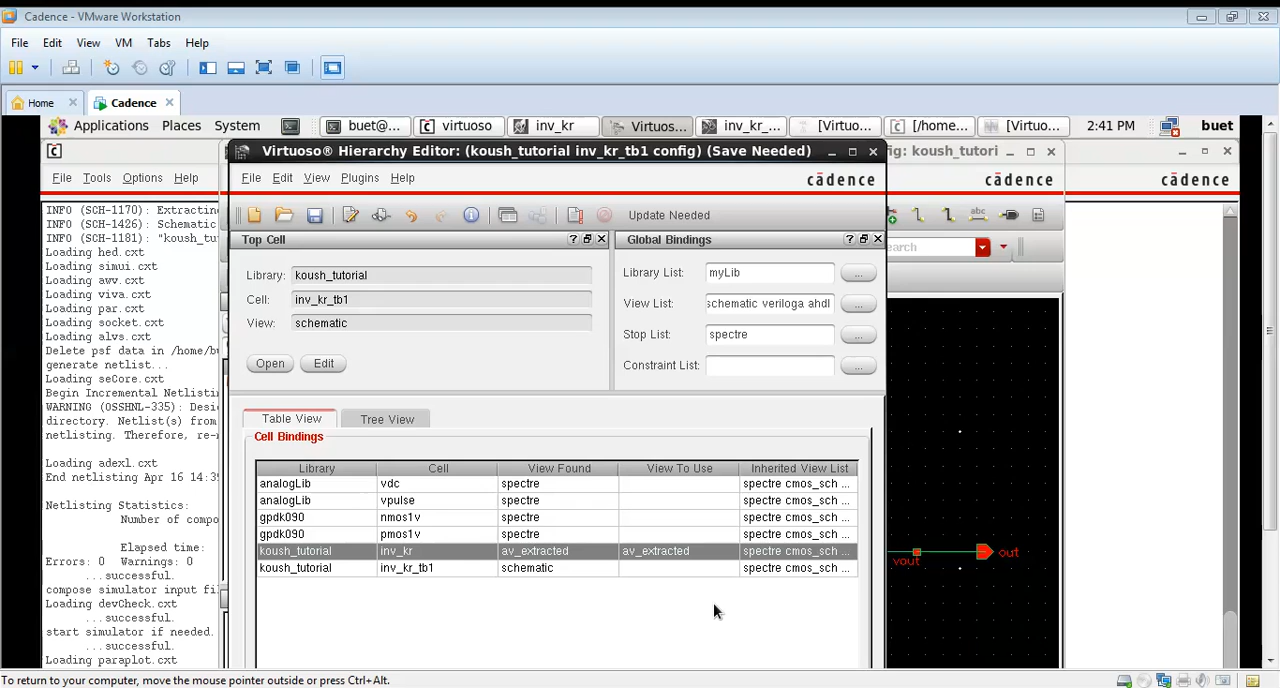 Cadence - VMware Workstation
File Edit View VM Tabs Help
Home Cadence
Applications Places System buet@... virtuoso inv_kr Virtuos... inv_kr_... [Virtuo... [/home... [Virtuo... 2:41 PM buet
Virtuoso® Hierarchy Editor: (koush_tutorial inv_kr_tb1 config) (Save Needed)
fig: koush_tutori
File Tools Options Help
File Edit View Plugins Help
cādence
cādence
cādence
Update Needed
earch
INFO (SCH-1170): Extracting
INFO (SCH-1426): Schematic
INFO (SCH-1181): "koush_tu
Loading hed.cxt
Loading simui.cxt
Loading awv.cxt
Loading viva.cxt
Loading par.cxt
Loading socket.cxt
Loading alvs.cxt
Delete psf data in /home/b
generate netlist...
Loading seCore.cxt
Begin Incremental Netlisting
WARNING (OSSHNL-335): Desi
directory. Netlist(s) from
netlisting. Therefore, re-r
Loading adexl.cxt
End netlisting Apr 16 14:39
Netlisting Statistics:
Number of compo
Elapsed time:
Errors: 0 Warnings: 0
...successful.
compose simulator input fi
Loading devCheck.cxt
...successful.
start simulator if needed.
...successful.
Loading paraplot.cxt
Top Cell
Library: koush_tutorial
Cell: inv_kr_tb1
View: schematic
Open Edit
Global Bindings
Library List: myLib ...
View List: schematic veriloga ahdl ...
Stop List: spectre ...
Constraint List: ...
Table View Tree View
Cell Bindings
Library Cell View Found View To Use Inherited View List
analogLib vdc spectre spectre cmos_sch ...
analogLib vpulse spectre spectre cmos_sch ...
gpdk090 nmos1v spectre spectre cmos_sch ...
gpdk090 pmos1v spectre spectre cmos_sch ...
koush_tutorial inv_kr av_extracted av_extracted spectre cmos_sch ...
koush_tutorial inv_kr_tb1 schematic spectre cmos_sch ...
vout
out
To return to your computer, move the mouse pointer outside or press Ctrl+Alt.